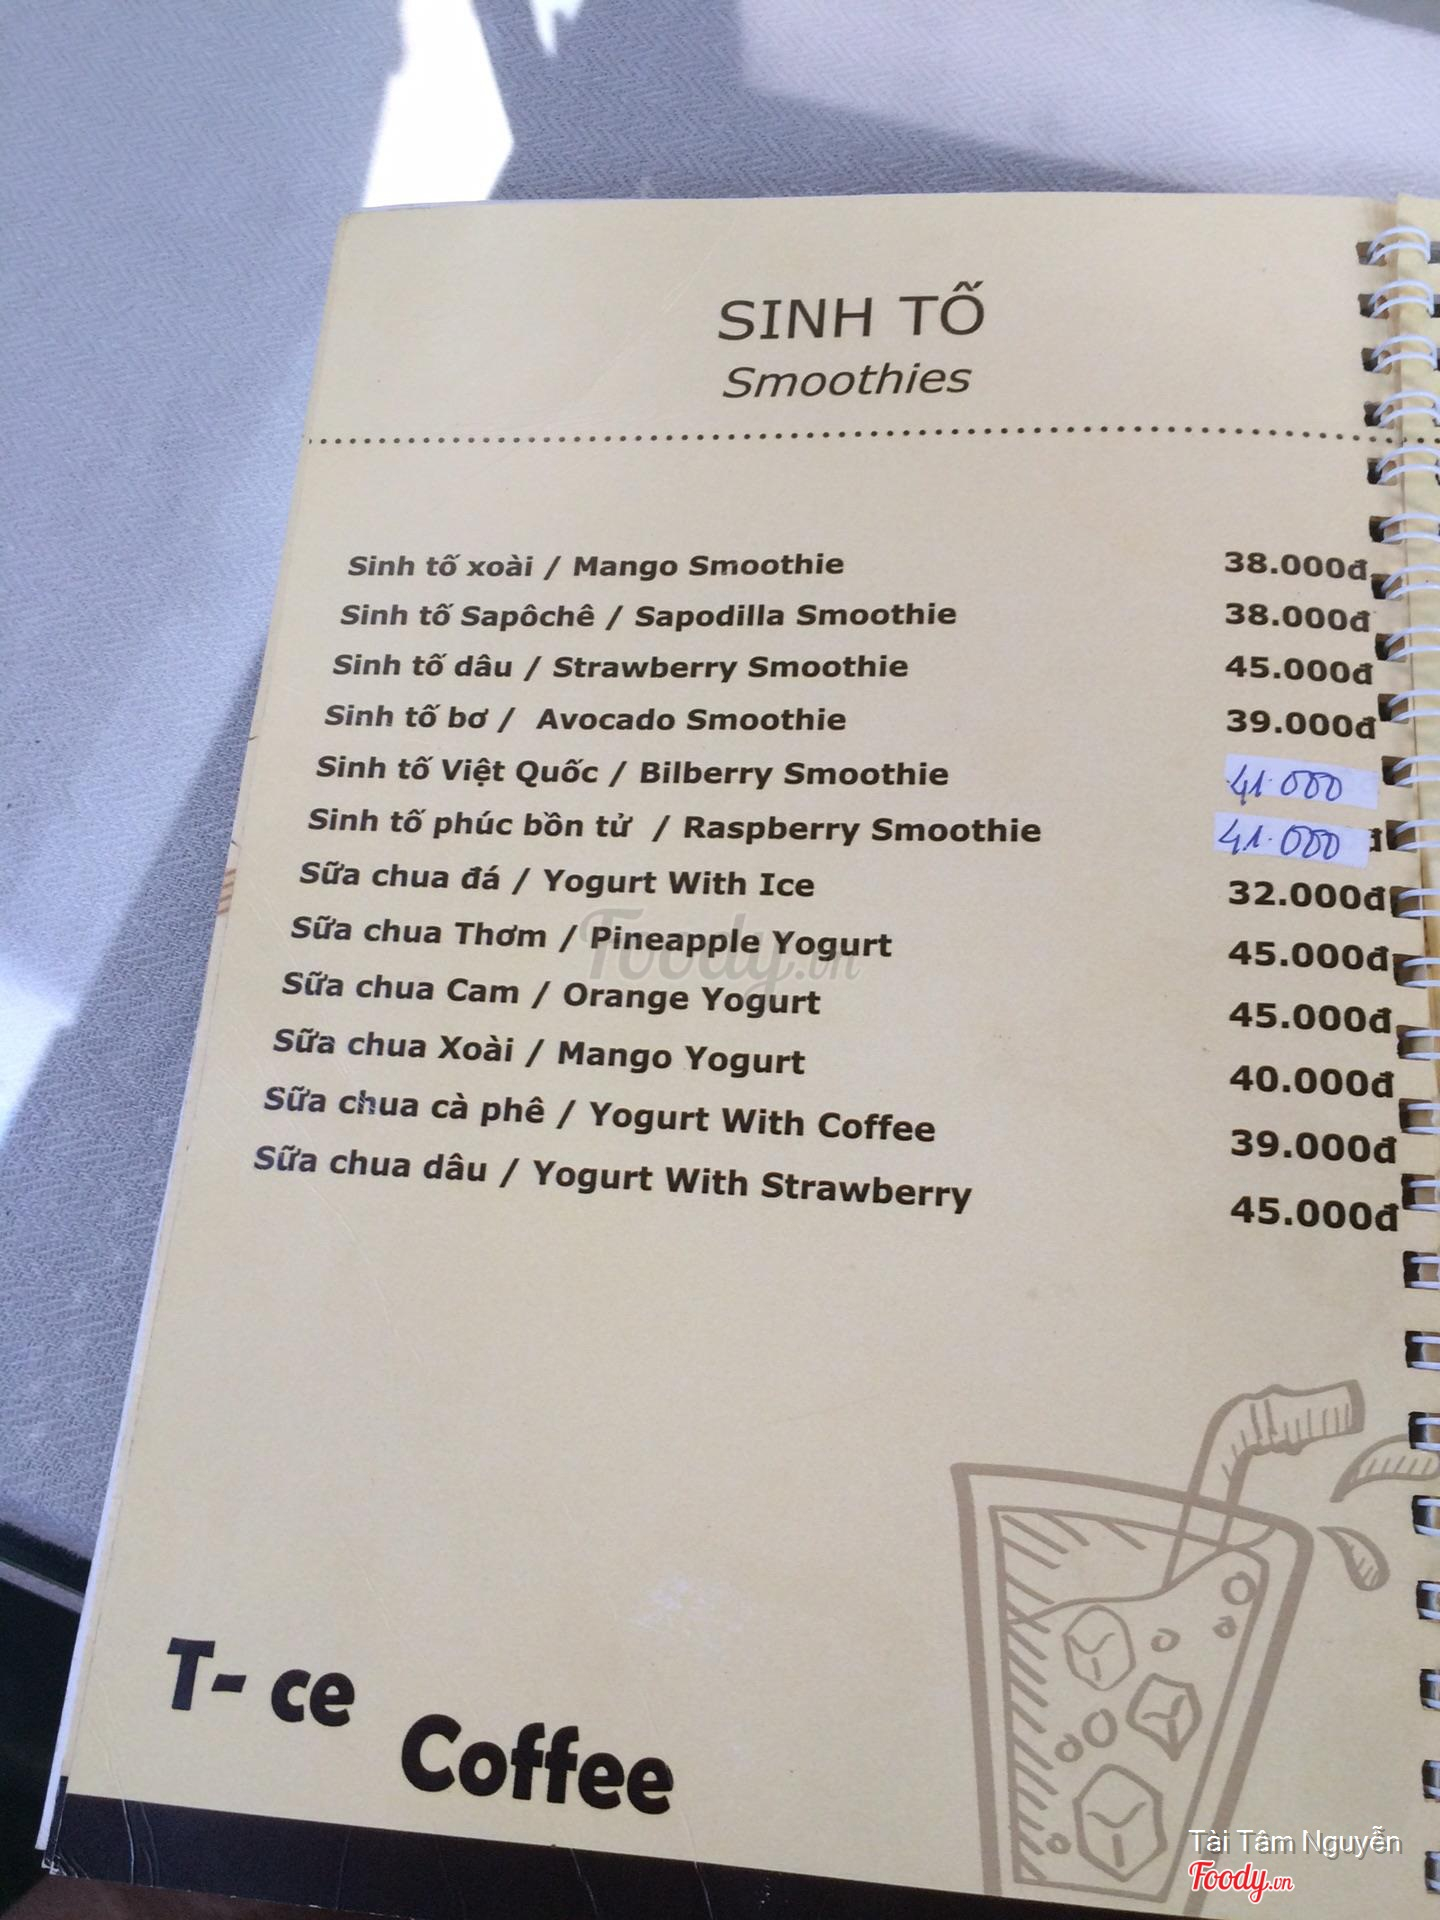 SINH TỐ
Smoothies
Sinh tố xoài / Mango Smoothie 38.000đ
Sinh tố Sapôchê / Sapodilla Smoothie 38.000đ
Sinh tố dâu / Strawberry Smoothie 45.000đ
Sinh tố bơ / Avocado Smoothie 39.000đ
Sinh tố Việt Quốc / Bilberry Smoothie 41.000
Sinh tố phúc bồn tử / Raspberry Smoothie 41.000đ
Sữa chua đá / Yogurt With Ice 32.000đ
Sữa chua Thơm / Pineapple Yogurt 45.000đ
Sữa chua Cam / Orange Yogurt 45.000đ
Sữa chua Xoài / Mango Yogurt 40.000đ
Sữa chua cà phê / Yogurt With Coffee 39.000đ
Sữa chua dâu / Yogurt With Strawberry 45.000đ
Foody.vn
T- ce
Coffee
Tài Tâm Nguyễn
Foody.vn